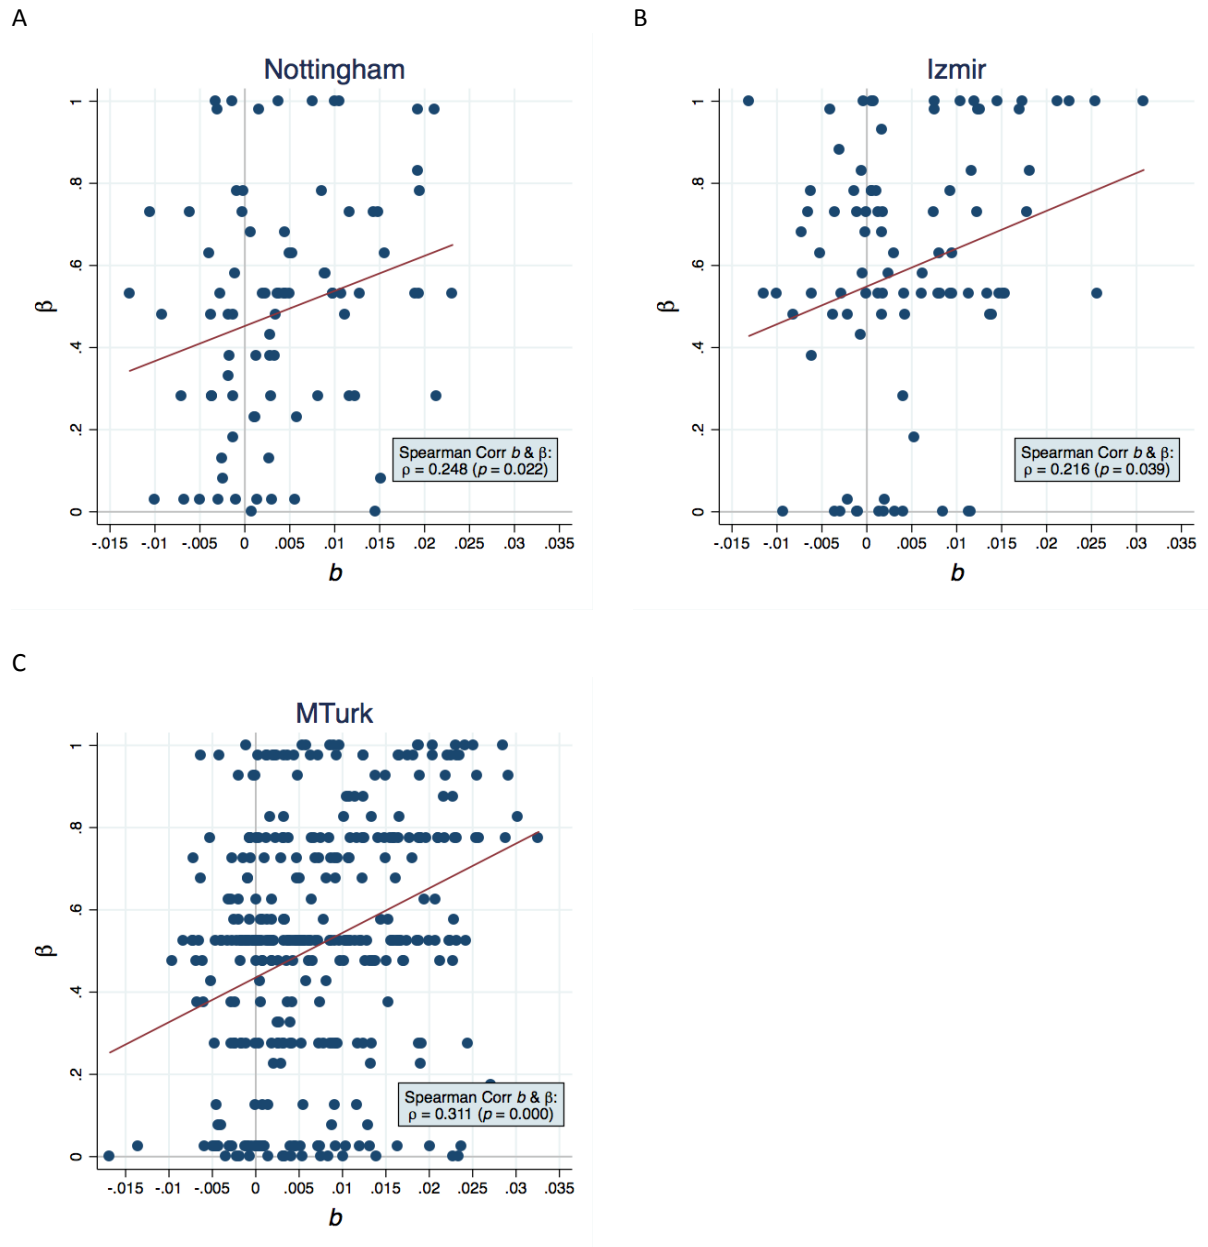 A
Nottingham
β
1
.8
.6
.4
.2
0
Spearman Corr b & β:
ρ = 0.248 (p = 0.022)
-.015 -.01 -.005 0 .005 .01 .015 .02 .025 .03 .035
b
B
Izmir
β
1
.8
.6
.4
.2
0
Spearman Corr b & β:
ρ = 0.216 (p = 0.039)
-.015 -.01 -.005 0 .005 .01 .015 .02 .025 .03 .035
b
C
MTurk
β
1
.8
.6
.4
.2
0
Spearman Corr b & β:
ρ = 0.311 (p = 0.000)
-.015 -.01 -.005 0 .005 .01 .015 .02 .025 .03 .035
b